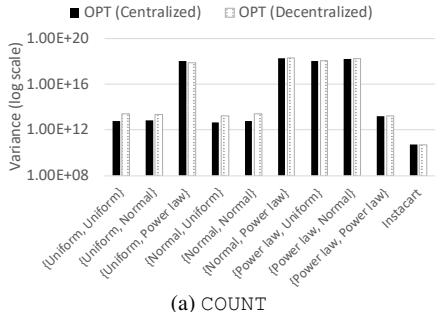 OPT (Centralized) OPT (Decentralized)
Variance (log scale)
1.00E+20
1.00E+16
1.00E+12
1.00E+08
{Uniform, Uniform}
{Uniform, Normal}
{Uniform, Power law}
{Normal, Uniform}
{Normal, Normal}
{Normal, Power law}
{Power law, Uniform}
{Power law, Normal}
{Power law, Power law}
Instacart
(a) COUNT